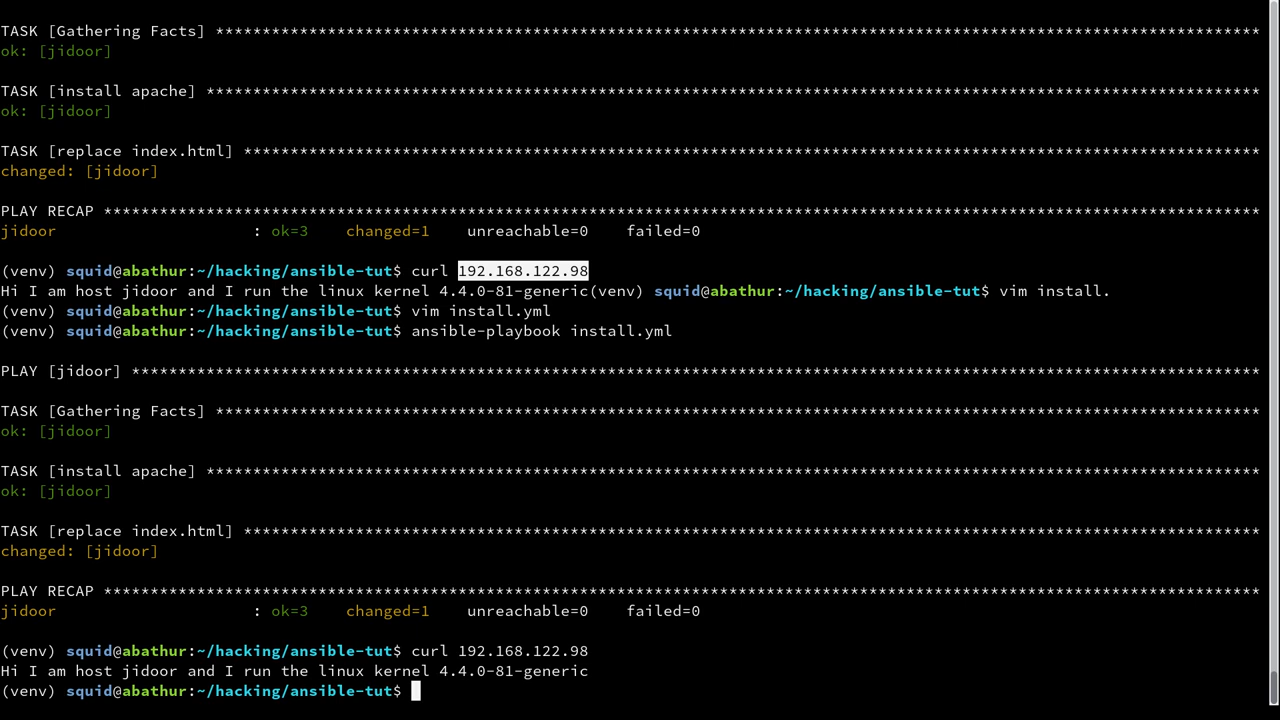 TASK [Gathering Facts] ***************************************************************************************************************
ok: [jidoor]
TASK [install apache] ****************************************************************************************************************
ok: [jidoor]
TASK [replace index.html] ************************************************************************************************************
changed: [jidoor]
PLAY RECAP ***************************************************************************************************************************
jidoor                     : ok=3    changed=1    unreachable=0    failed=0
(venv) squid@abathur:~/hacking/ansible-tut$ curl 192.168.122.98
Hi I am host jidoor and I run the linux kernel 4.4.0-81-generic(venv) squid@abathur:~/hacking/ansible-tut$ vim install.
(venv) squid@abathur:~/hacking/ansible-tut$ vim install.yml
(venv) squid@abathur:~/hacking/ansible-tut$ ansible-playbook install.yml
PLAY [jidoor] ************************************************************************************************************************
TASK [Gathering Facts] ***************************************************************************************************************
ok: [jidoor]
TASK [install apache] ****************************************************************************************************************
ok: [jidoor]
TASK [replace index.html] ************************************************************************************************************
changed: [jidoor]
PLAY RECAP ***************************************************************************************************************************
jidoor                     : ok=3    changed=1    unreachable=0    failed=0
(venv) squid@abathur:~/hacking/ansible-tut$ curl 192.168.122.98
Hi I am host jidoor and I run the linux kernel 4.4.0-81-generic
(venv) squid@abathur:~/hacking/ansible-tut$